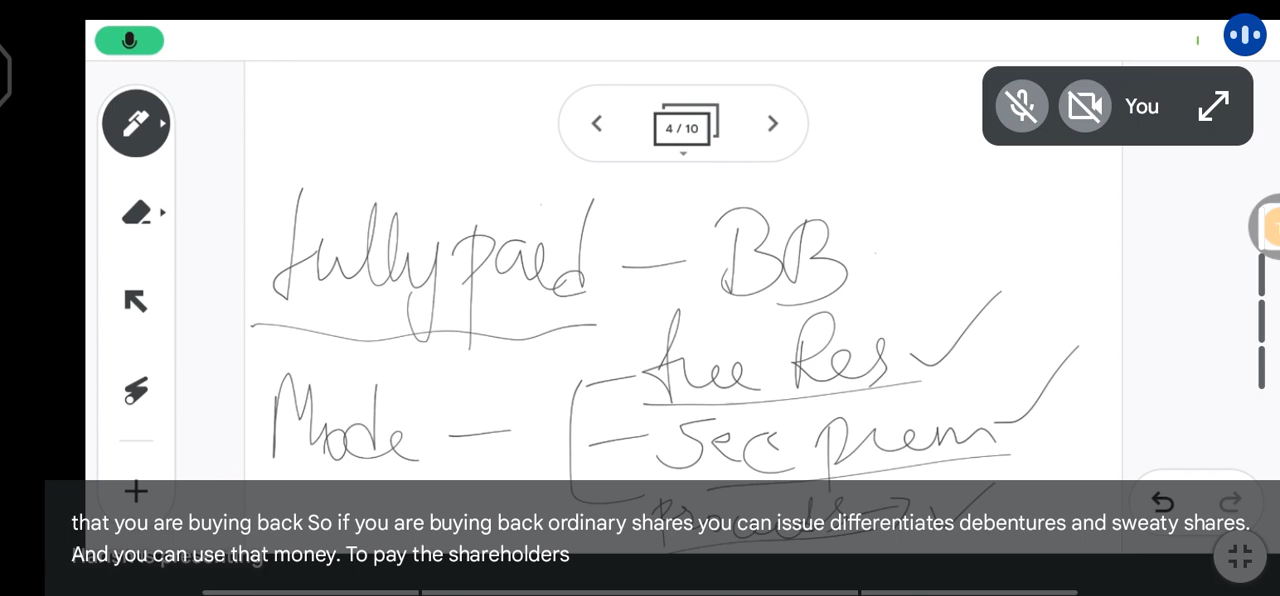 4 / 10
You
fully paid — BB
Mode — — free Res ✓
— Sec prem ✓
that you are buying back So if you are buying back ordinary shares you can issue differentiates debentures and sweaty shares.
And you can use that money. To pay the shareholders